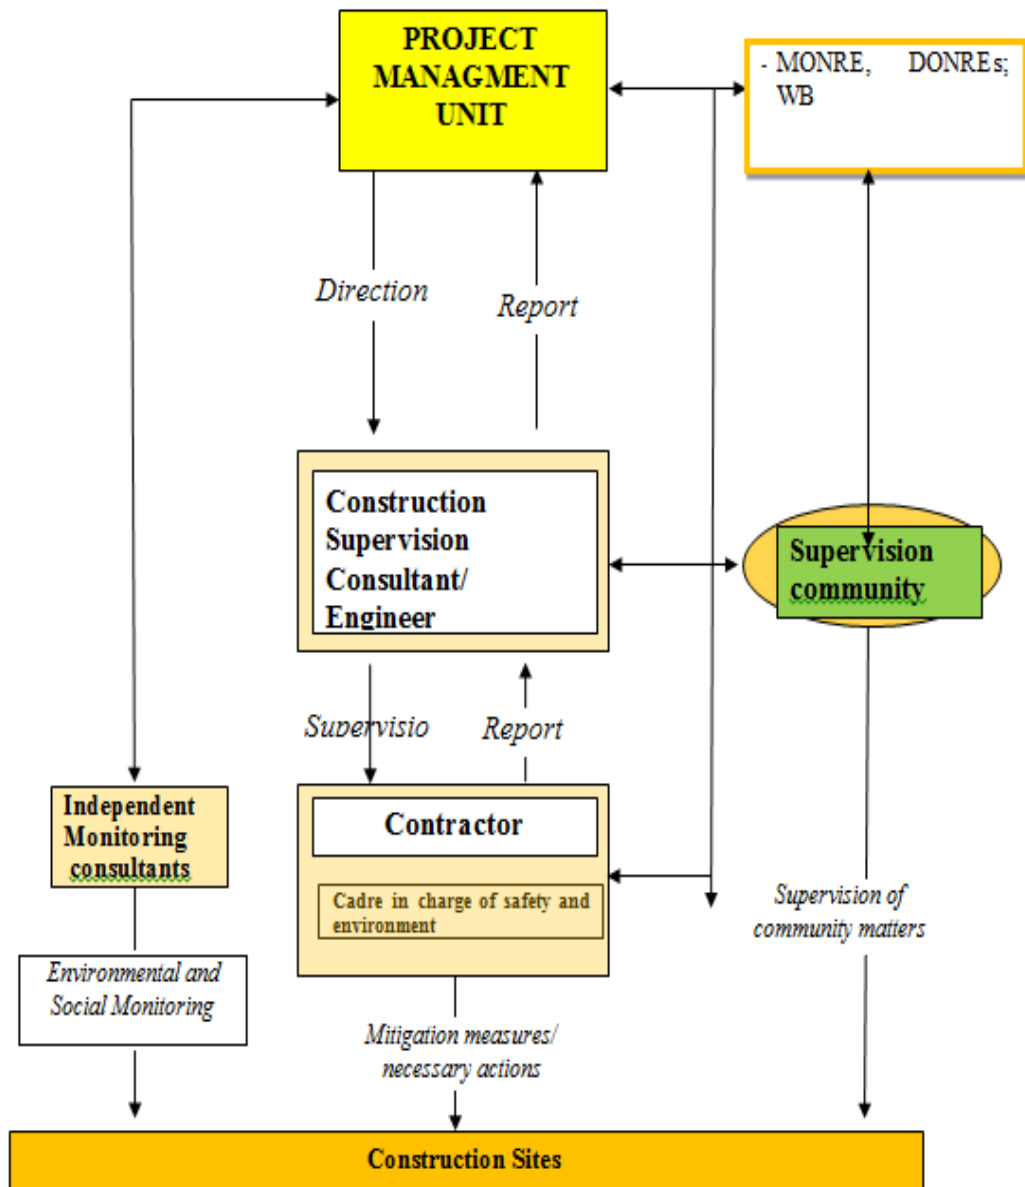 PROJECT
MANAGMENT
UNIT
- MONRE, DONREs;
WB
Direction
Report
Construction
Supervision
Consultant/
Engineer
Supervision
community
Supervisio
Report
Independent
Monitoring
consultants
Contractor
Cadre in charge of safety and
environment
Supervision of
community matters
Environmental and
Social Monitoring
Mitigation measures/
necessary actions
Construction Sites